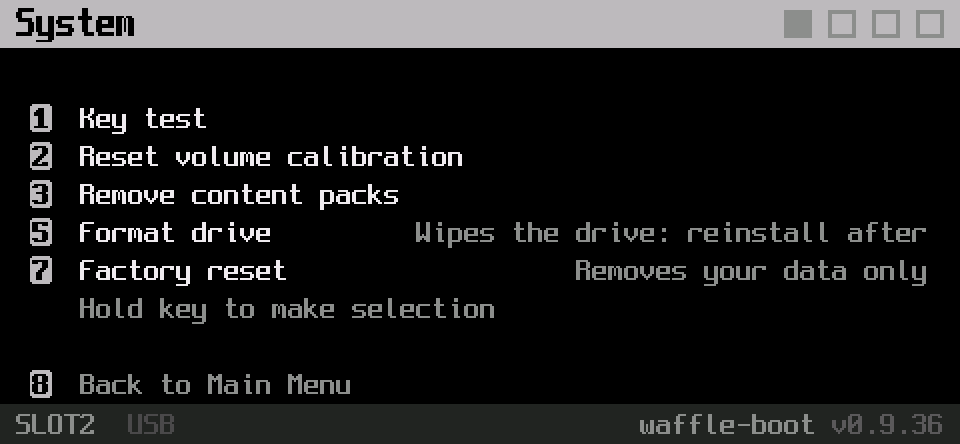 System
1 Key test
2 Reset volume calibration
3 Remove content packs
5 Format drive Wipes the drive: reinstall after
7 Factory reset Removes your data only
Hold key to make selection
8 Back to Main Menu
SLOT2 USB waffle-boot v0.9.36